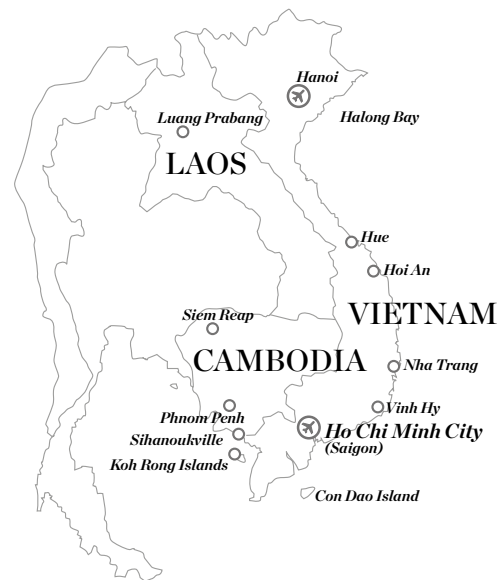 Hanoi
Halong Bay
Luang Prabang
LAOS
Hue
Hoi An
VIETNAM
Siem Reap
CAMBODIA
Nha Trang
Vinh Hy
Phnom Penh
Ho Chi Minh City
(Saigon)
Sihanoukville
Koh Rong Islands
Con Dao Island